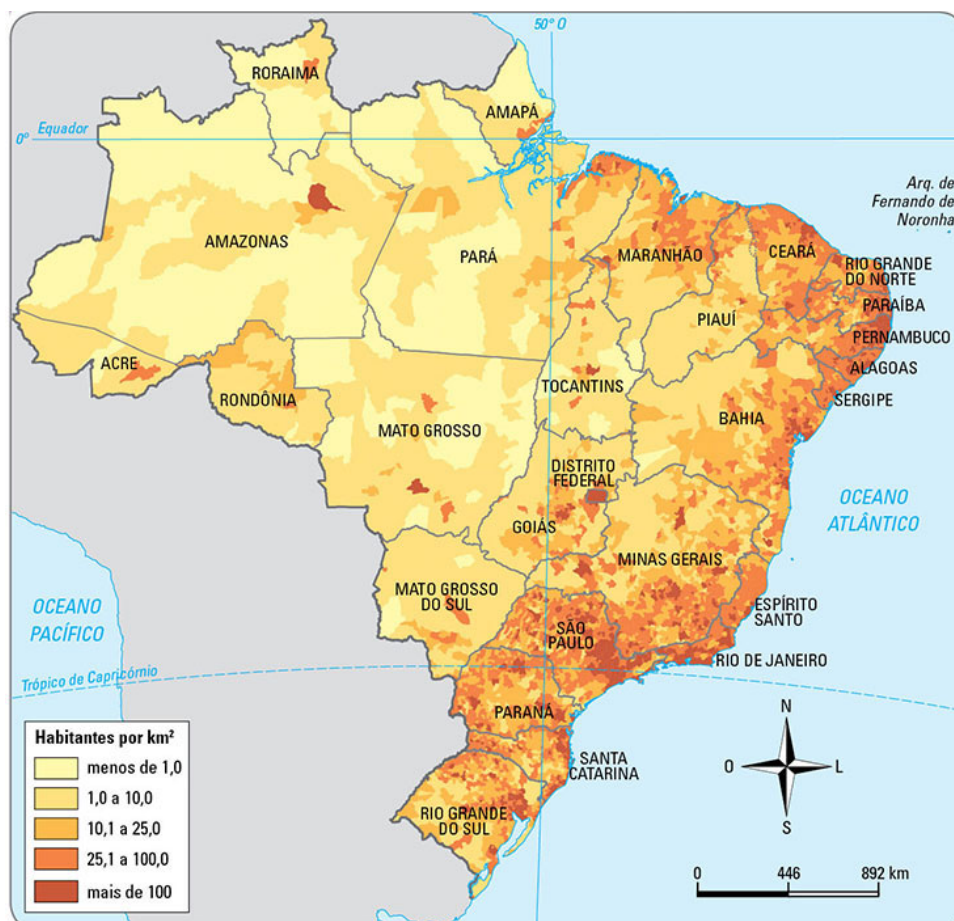 50° O
RORAIMA
AMAPÁ
Equador
0°
Arq. de
Fernando de
Noronha
AMAZONAS
PARÁ
MARANHÃO
CEARÁ
RIO GRANDE
DO NORTE
PARAÍBA
PIAUÍ
PERNAMBUCO
ACRE
ALAGOAS
RONDÔNIA
TOCANTINS
SERGIPE
MATO GROSSO
BAHIA
DISTRITO
FEDERAL
OCEANO
ATLÂNTICO
GOIÁS
MINAS GERAIS
MATO GROSSO
DO SUL
OCEANO
PACÍFICO
ESPÍRITO
SANTO
SÃO
PAULO
RIO DE JANEIRO
Trópico de Capricórnio
PARANÁ
SANTA
CATARINA
RIO GRANDE
DO SUL
N
O
L
S
Habitantes por km²
menos de 1,0
1,0 a 10,0
10,1 a 25,0
25,1 a 100,0
mais de 100
0 446 892 km